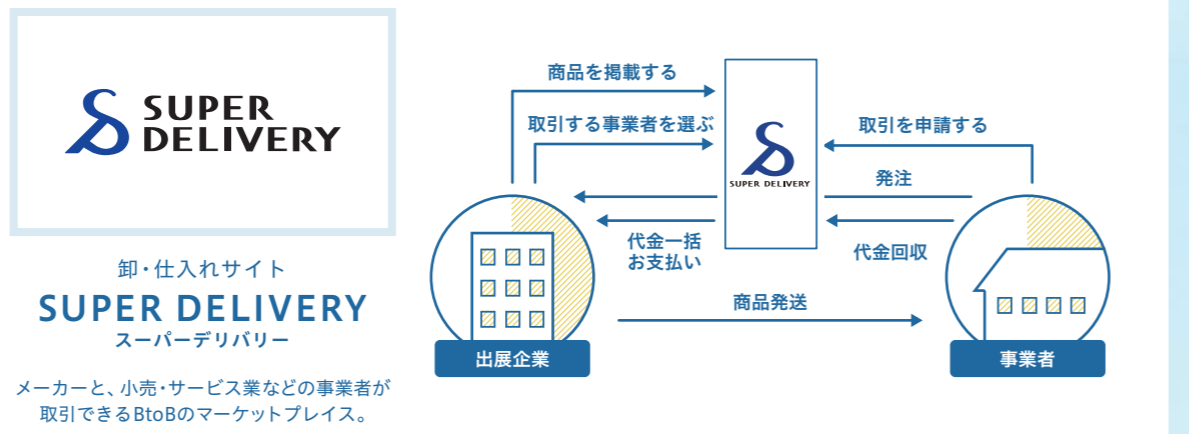 SUPER
DELIVERY
卸・仕入れサイト
SUPER DELIVERY
スーパーデリバリー
メーカーと、小売・サービス業などの事業者が
取引できるBtoBのマーケットプレイス。
商品を掲載する
取引する事業者を選ぶ
SUPER DELIVERY
取引を申請する
発注
代金一括
お支払い
代金回収
商品発送
出展企業
事業者